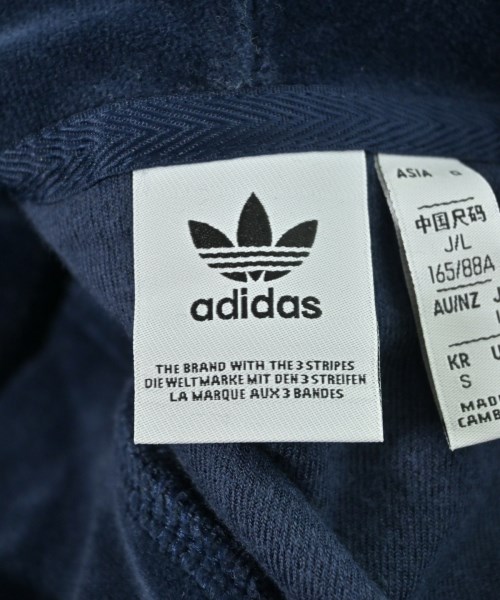 adidas
THE BRAND WITH THE 3 STRIPES
DIE WELTMARKE MIT DEN 3 STREIFEN
LA MARQUE AUX 3 BANDES
ASIA
中国尺码
J/L
165/88A
AU/NZ J
KR U
S
MAD
CAMB